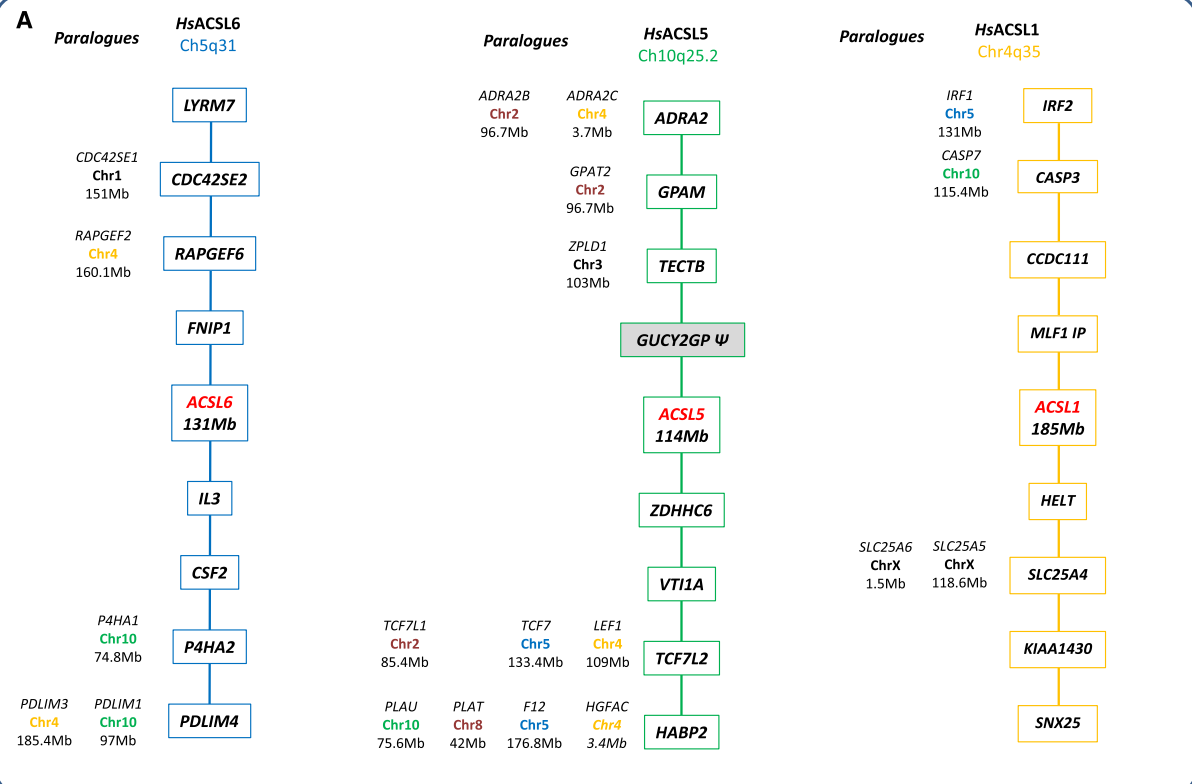 A
Paralogues
HsACSL6
Ch5q31
LYRM7
CDC42SE1
Chr1
151Mb
CDC42SE2
RAPGEF2
Chr4
160.1Mb
RAPGEF6
FNIP1
ACSL6
131Mb
IL3
CSF2
P4HA1
Chr10
74.8Mb
P4HA2
PDLIM3
Chr4
185.4Mb
PDLIM1
Chr10
97Mb
PDLIM4
Paralogues
HsACSL5
Ch10q25.2
ADRA2B
Chr2
96.7Mb
ADRA2C
Chr4
3.7Mb
ADRA2
GPAT2
Chr2
96.7Mb
GPAM
ZPLD1
Chr3
103Mb
TECTB
GUCY2GP Ψ
ACSL5
114Mb
ZDHHC6
VTI1A
TCF7L1
Chr2
85.4Mb
TCF7
Chr5
133.4Mb
LEF1
Chr4
109Mb
TCF7L2
PLAU
Chr10
75.6Mb
PLAT
Chr8
42Mb
F12
Chr5
176.8Mb
HGFAC
Chr4
3.4Mb
HABP2
Paralogues
HsACSL1
Chr4q35
IRF1
Chr5
131Mb
IRF2
CASP7
Chr10
115.4Mb
CASP3
CCDC111
MLF1 IP
ACSL1
185Mb
HELT
SLC25A6
ChrX
1.5Mb
SLC25A5
ChrX
118.6Mb
SLC25A4
KIAA1430
SNX25